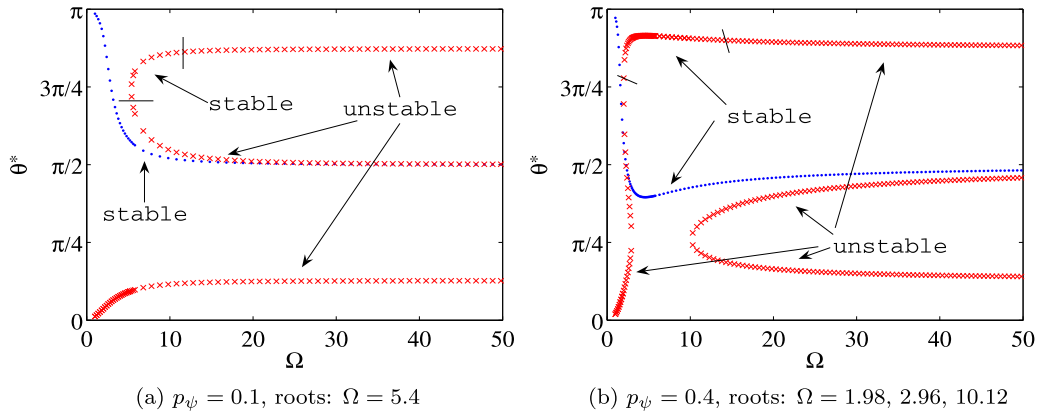 π
3π/4
π/2
π/4
0
θ*
stable
unstable
stable
0
10
20
30
40
50
Ω
(a) pψ = 0.1, roots: Ω = 5.4
π
3π/4
π/2
π/4
0
θ*
stable
unstable
0
10
20
30
40
50
Ω
(b) pψ = 0.4, roots: Ω = 1.98, 2.96, 10.12